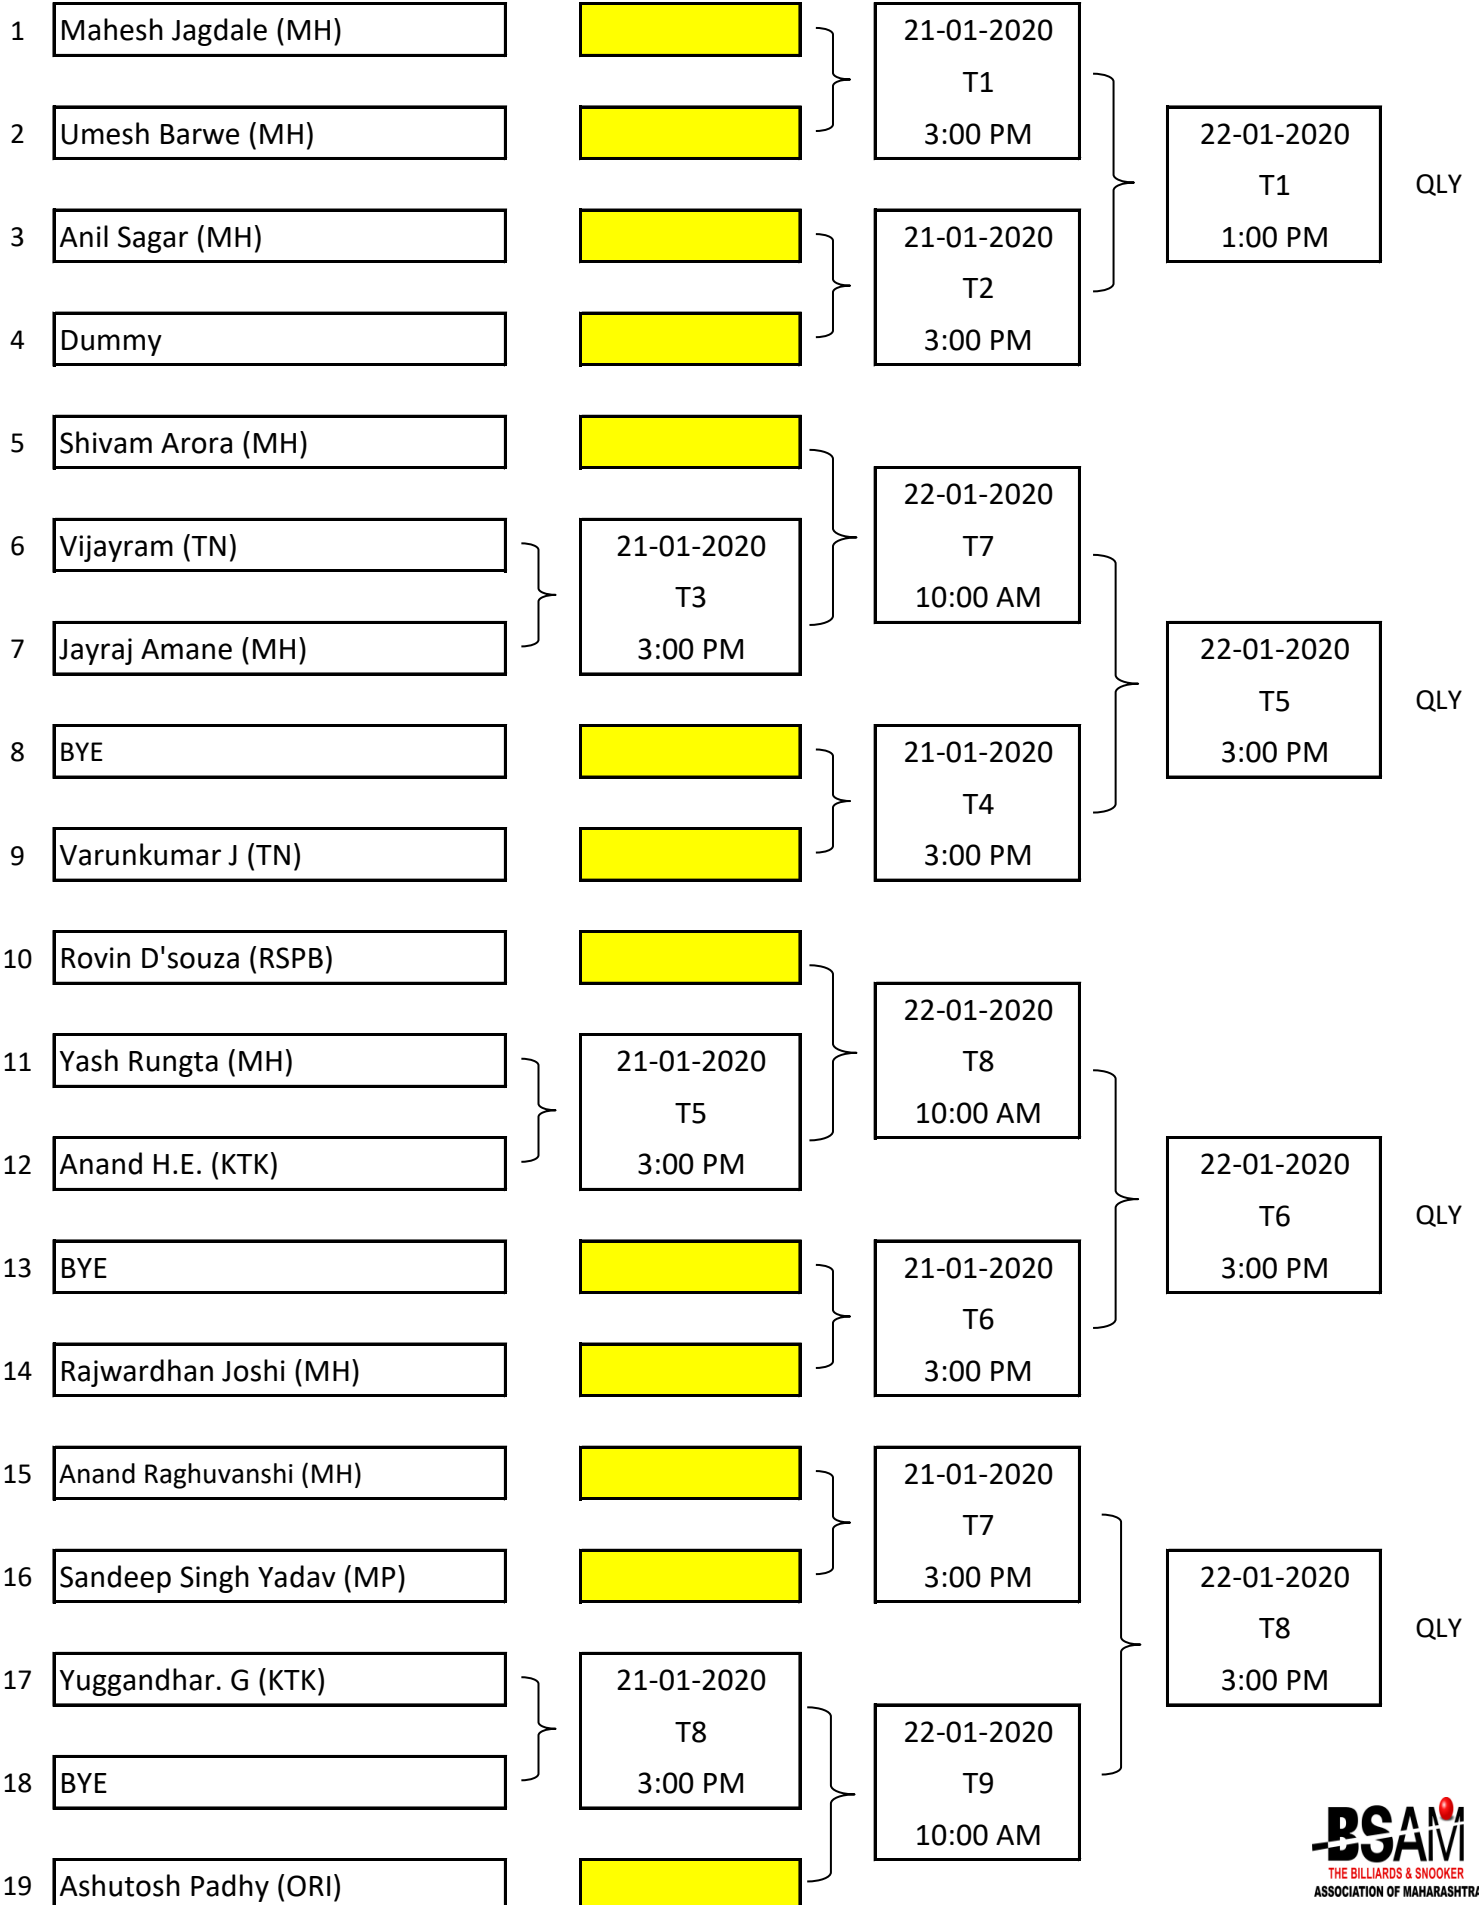 1 Mahesh Jagdale (MH) 21-01-2020
T1
2 Umesh Barwe (MH) 3:00 PM 22-01-2020
T1 QLY
3 Anil Sagar (MH) 21-01-2020 1:00 PM
T2
4 Dummy 3:00 PM
5 Shivam Arora (MH)
22-01-2020
6 Vijayram (TN) 21-01-2020 T7
T3 10:00 AM
7 Jayraj Amane (MH) 3:00 PM 22-01-2020
T5 QLY
8 BYE 21-01-2020 3:00 PM
T4
9 Varunkumar J (TN) 3:00 PM
10 Rovin D'souza (RSPB)
22-01-2020
11 Yash Rungta (MH) 21-01-2020 T8
T5 10:00 AM
12 Anand H.E. (KTK) 3:00 PM 22-01-2020
T6 QLY
13 BYE 21-01-2020 3:00 PM
T6
14 Rajwardhan Joshi (MH) 3:00 PM
15 Anand Raghuvanshi (MH) 21-01-2020
T7
16 Sandeep Singh Yadav (MP) 3:00 PM 22-01-2020
T8 QLY
17 Yuggandhar. G (KTK) 21-01-2020 3:00 PM
T8 22-01-2020
18 BYE 3:00 PM T9
10:00 AM
BSAM
THE BILLIARDS & SNOOKER
19 Ashutosh Padhy (ORI)
ASSOCIATION OF MAHARASHTRA